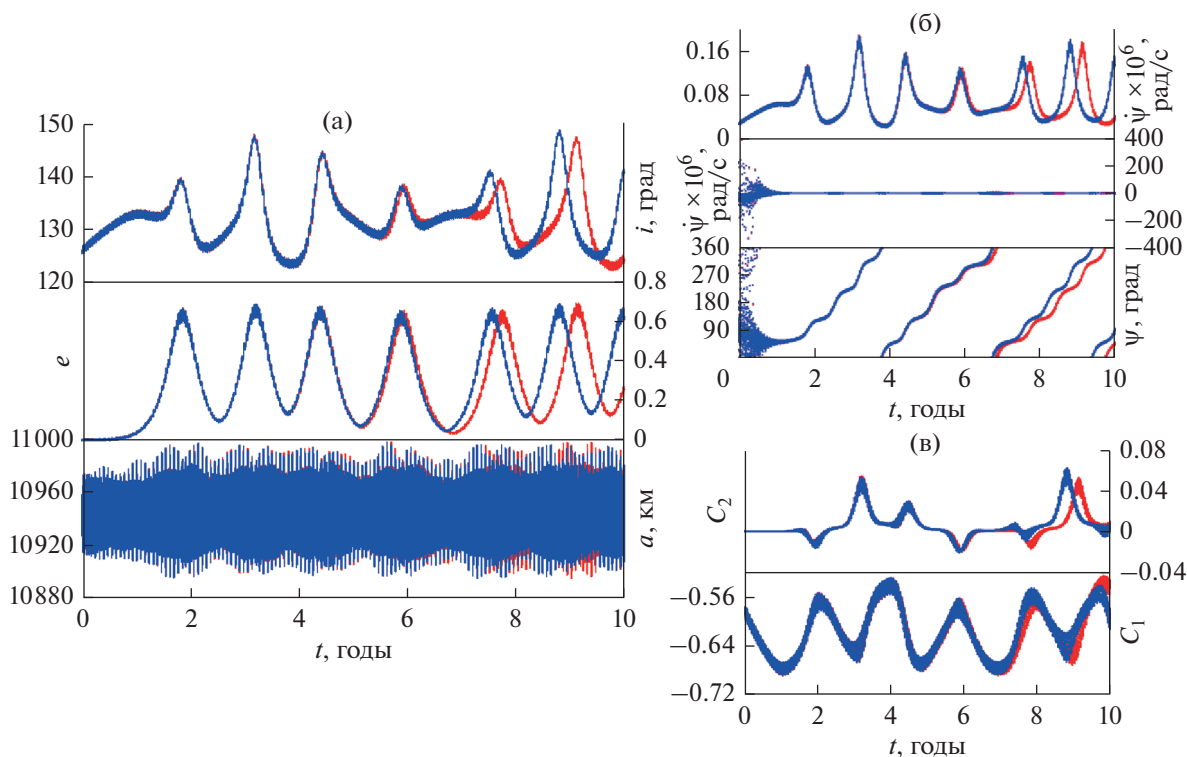 (а)
150
140
130
120
i, град
0.8
0.6
0.4
0.2
0
e
11000
10960
10920
10880
a, км
0 2 4 6 8 10
t, годы
(б)
0.16
0.08
0
ψ̇ ×10⁶
рад/с
ψ̇ ×10⁶,
рад/с
400
200
0
−200
−400
360
270
180
90
0
ψ, град
2 4 6 8 10
t, годы
(в)
0.08
0.04
0
−0.04
C₂
−0.56
−0.64
−0.72
C₁
0 2 4 6 8 10
t, годы